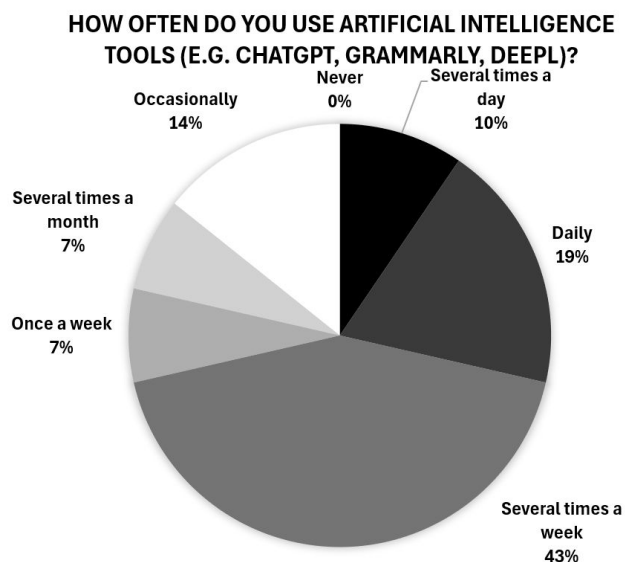 HOW OFTEN DO YOU USE ARTIFICIAL INTELLIGENCE
TOOLS (E.G. CHATGPT, GRAMMARLY, DEEPL)?
Never
0%
Several times a
day
10%
Occasionally
14%
Several times a
month
7%
Daily
19%
Once a week
7%
Several times a
week
43%